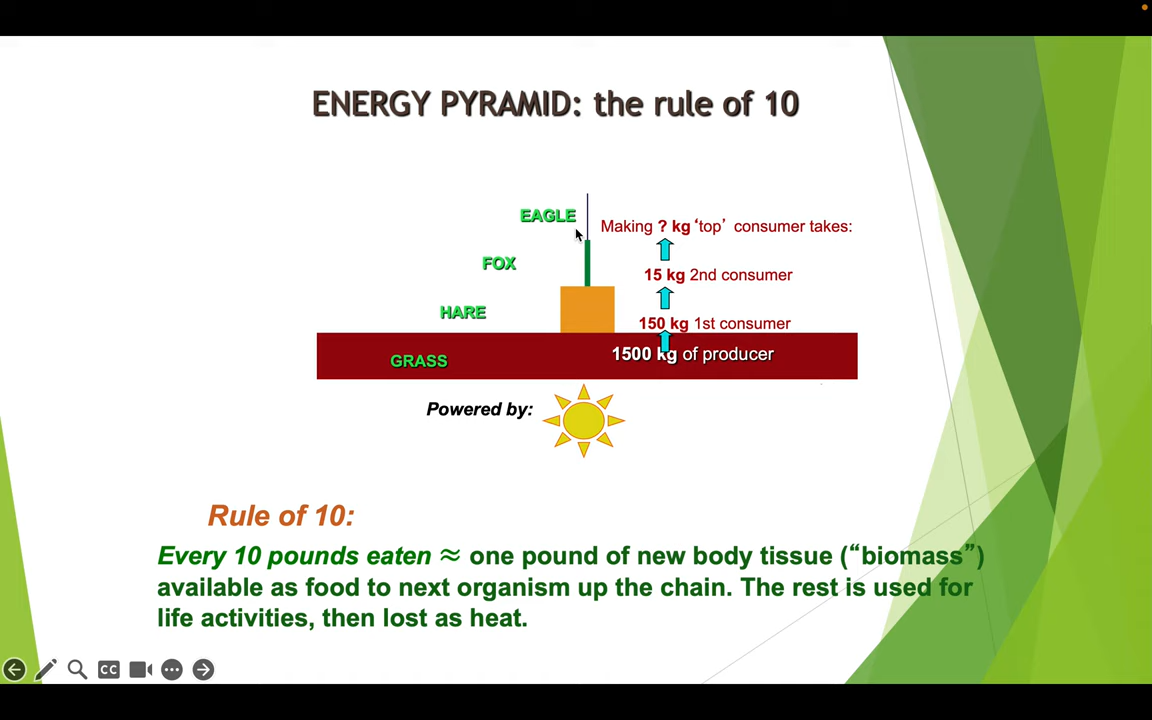 ENERGY PYRAMID: the rule of 10
EAGLE
Making ? kg ‘top’ consumer takes:
FOX
15 kg 2nd consumer
HARE
150 kg 1st consumer
GRASS
1500 kg of producer
Powered by:
Rule of 10:
Every 10 pounds eaten ≈ one pound of new body tissue (“biomass”)
available as food to next organism up the chain. The rest is used for
life activities, then lost as heat.
CC